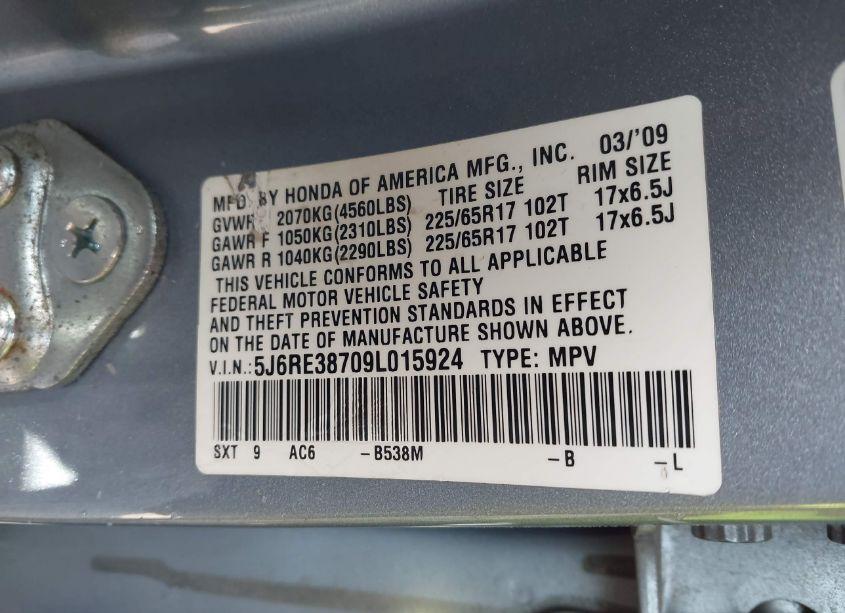 MFD. BY HONDA OF AMERICA MFG., INC. 03/'09
GVWR 2070KG(4560LBS) TIRE SIZE RIM SIZE
GAWR F 1050KG(2310LBS) 225/65R17 102T 17x6.5J
GAWR R 1040KG(2290LBS) 225/65R17 102T 17x6.5J
THIS VEHICLE CONFORMS TO ALL APPLICABLE
FEDERAL MOTOR VEHICLE SAFETY
AND THEFT PREVENTION STANDARDS IN EFFECT
ON THE DATE OF MANUFACTURE SHOWN ABOVE.
V.I.N.: 5J6RE38709L015924 TYPE: MPV
SXT 9 AC6 -B538M -B -L